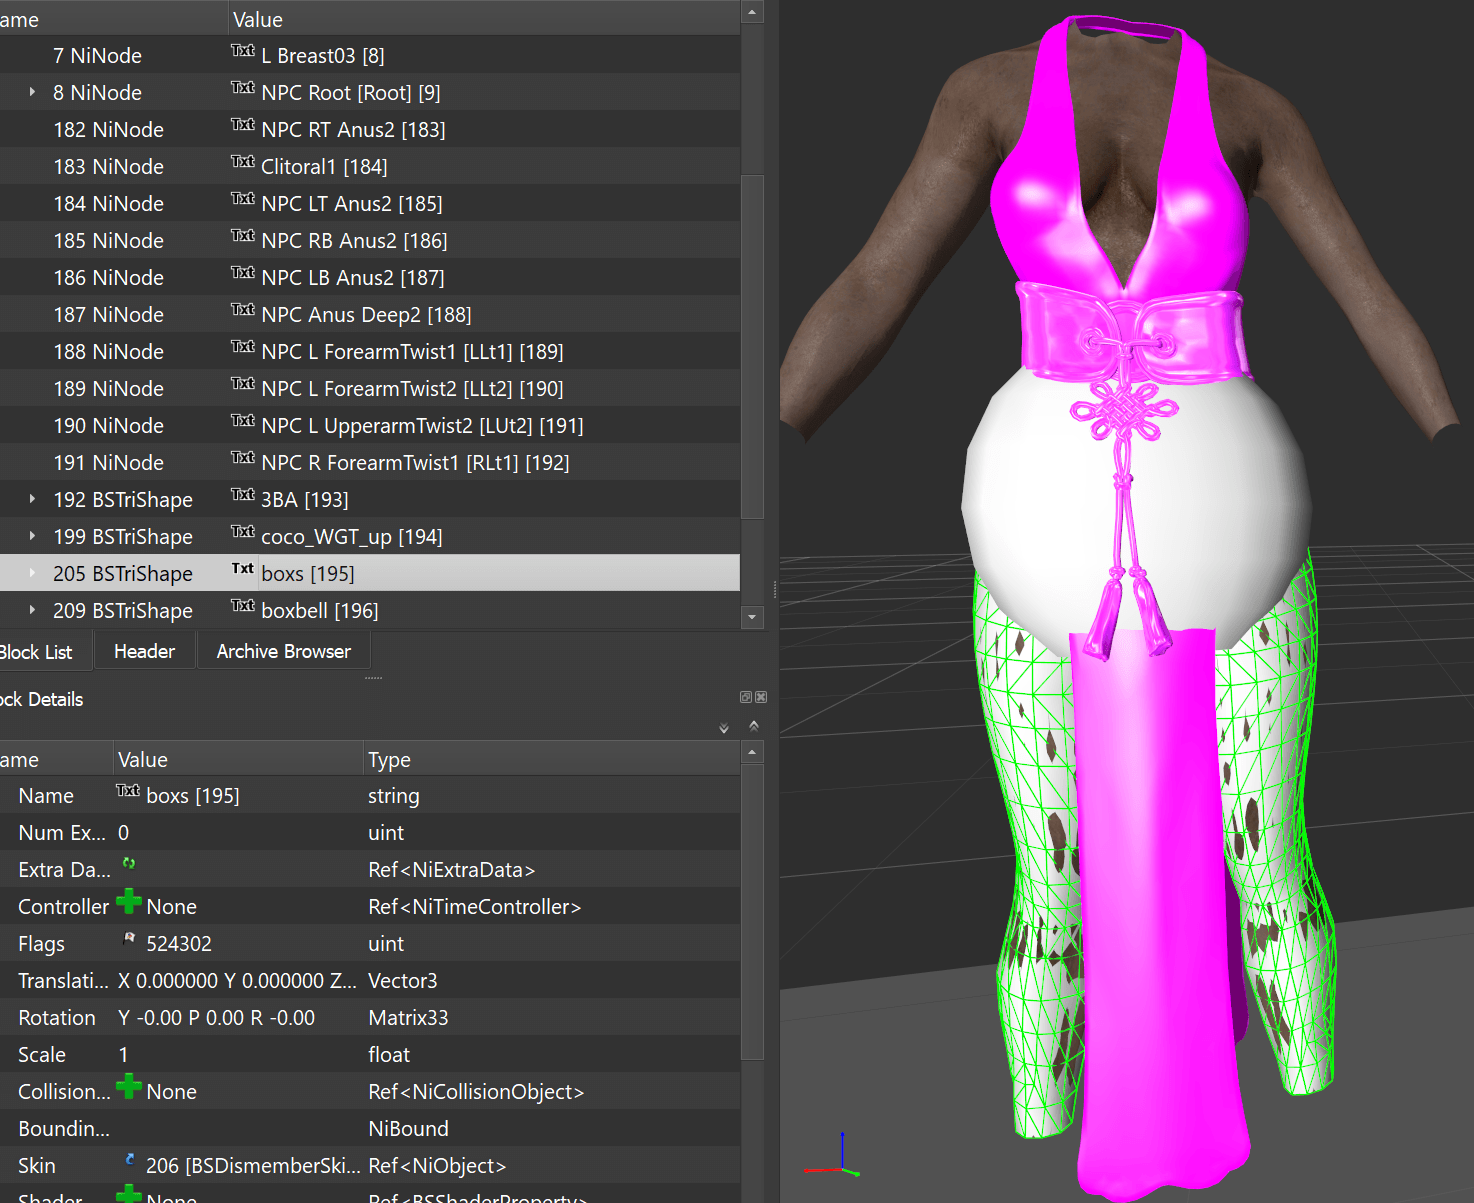 ame Value
7 NiNode Txt L Breast03 [8]
8 NiNode Txt NPC Root [Root] [9]
182 NiNode Txt NPC RT Anus2 [183]
183 NiNode Txt Clitoral1 [184]
184 NiNode Txt NPC LT Anus2 [185]
185 NiNode Txt NPC RB Anus2 [186]
186 NiNode Txt NPC LB Anus2 [187]
187 NiNode Txt NPC Anus Deep2 [188]
188 NiNode Txt NPC L ForearmTwist1 [LLt1] [189]
189 NiNode Txt NPC L ForearmTwist2 [LLt2] [190]
190 NiNode Txt NPC L UpperarmTwist2 [LUt2] [191]
191 NiNode Txt NPC R ForearmTwist1 [RLt1] [192]
192 BSTriShape Txt 3BA [193]
199 BSTriShape Txt coco_WGT_up [194]
205 BSTriShape Txt boxs [195]
209 BSTriShape Txt boxbell [196]
Block List Header Archive Browser
ock Details
ame Value Type
Name Txt boxs [195] string
Num Ex... 0 uint
Extra Da... Ref<NiExtraData>
Controller None Ref<NiTimeController>
Flags 524302 uint
Translati... X 0.000000 Y 0.000000 Z... Vector3
Rotation Y -0.00 P 0.00 R -0.00 Matrix33
Scale 1 float
Collision... None Ref<NiCollisionObject>
Boundin... NiBound
Skin 206 [BSDismemberSki... Ref<NiObject>
Shader None Ref<BSShaderProperty>